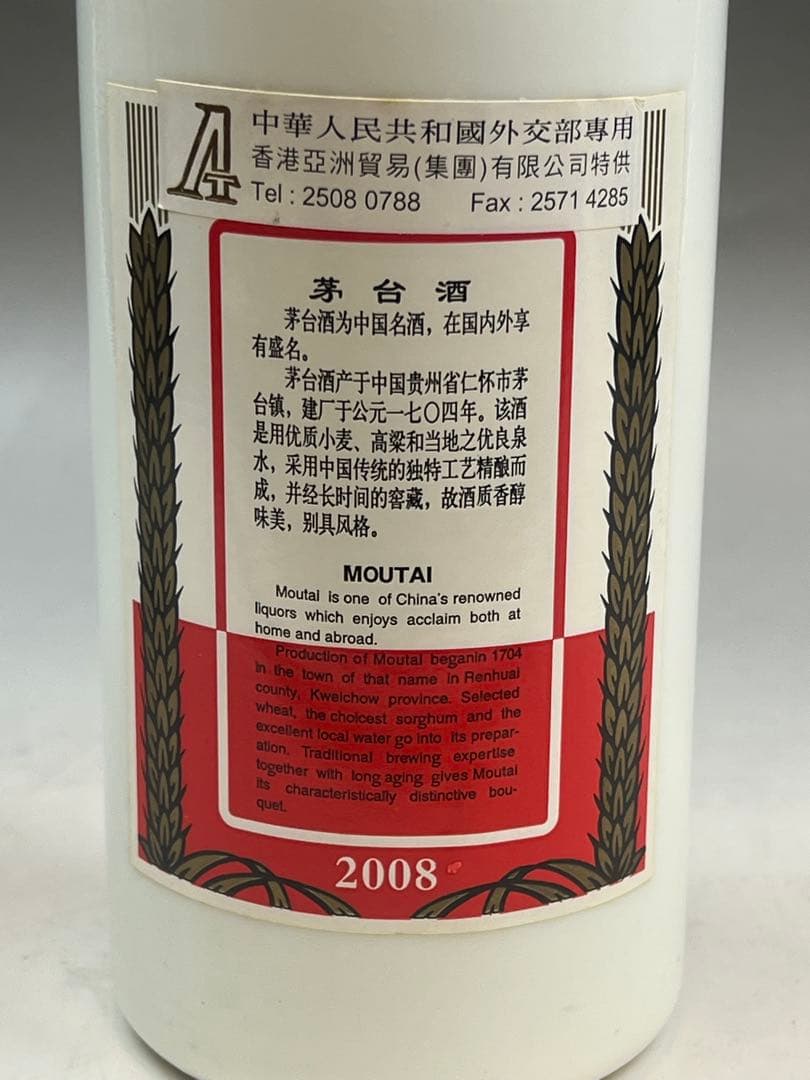 AT
中華人民共和國外交部專用
香港亞洲貿易(集團)有限公司特供
Tel : 2508 0788 Fax : 2571 4285
茅台酒
茅台酒为中国名酒，在国内外享
有盛名。
茅台酒产于中国贵州省仁怀市茅
台镇，建厂于公元一七〇四年。该酒
是用优质小麦、高粱和当地之优良泉
水，采用中国传统的独特工艺精酿而
成，并经长时间的窖藏，故酒质香醇
味美，别具风格。
MOUTAI
Moutai is one of China's renowned
liquors which enjoys acclaim both at
home and abroad.
Production of Moutai beganin 1704
in the town of that name in Renhuai
county, Kweichow province. Selected
wheat, the choicest sorghum and the
excellent local water go into its prepar-
ation. Traditional brewing expertise
together with long aging gives Moutai
its characteristically distinctive bou-
quet.
2008